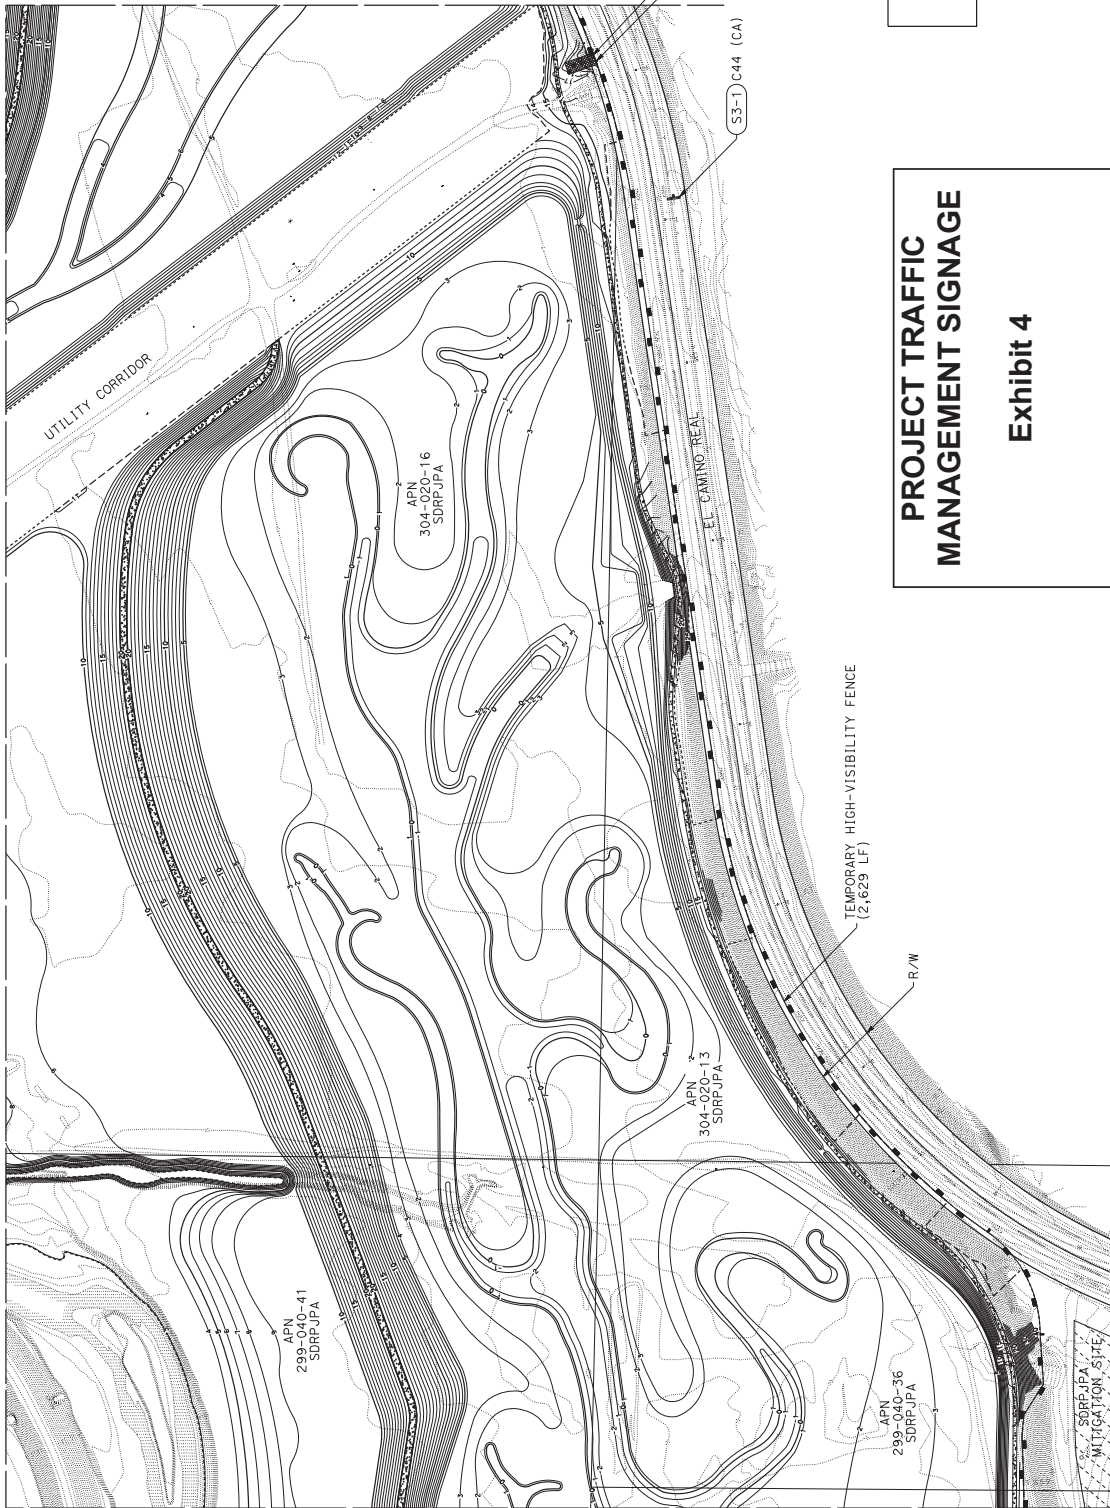 PROJECT TRAFFIC
MANAGEMENT SIGNAGE
Exhibit 4
S3-1 C44 (CA)
UTILITY CORRIDOR
EL CAMINO REAL
APN
304-020-16
SDRPJPA
TEMPORARY HIGH-VISIBILITY FENCE
(2,629 LF)
R/W
APN
304-020-13
SDRPJPA
APN
299-040-41
SDRPJPA
APN
299-040-36
SDRPJPA
SDRPJPA
MITIGATION SITE